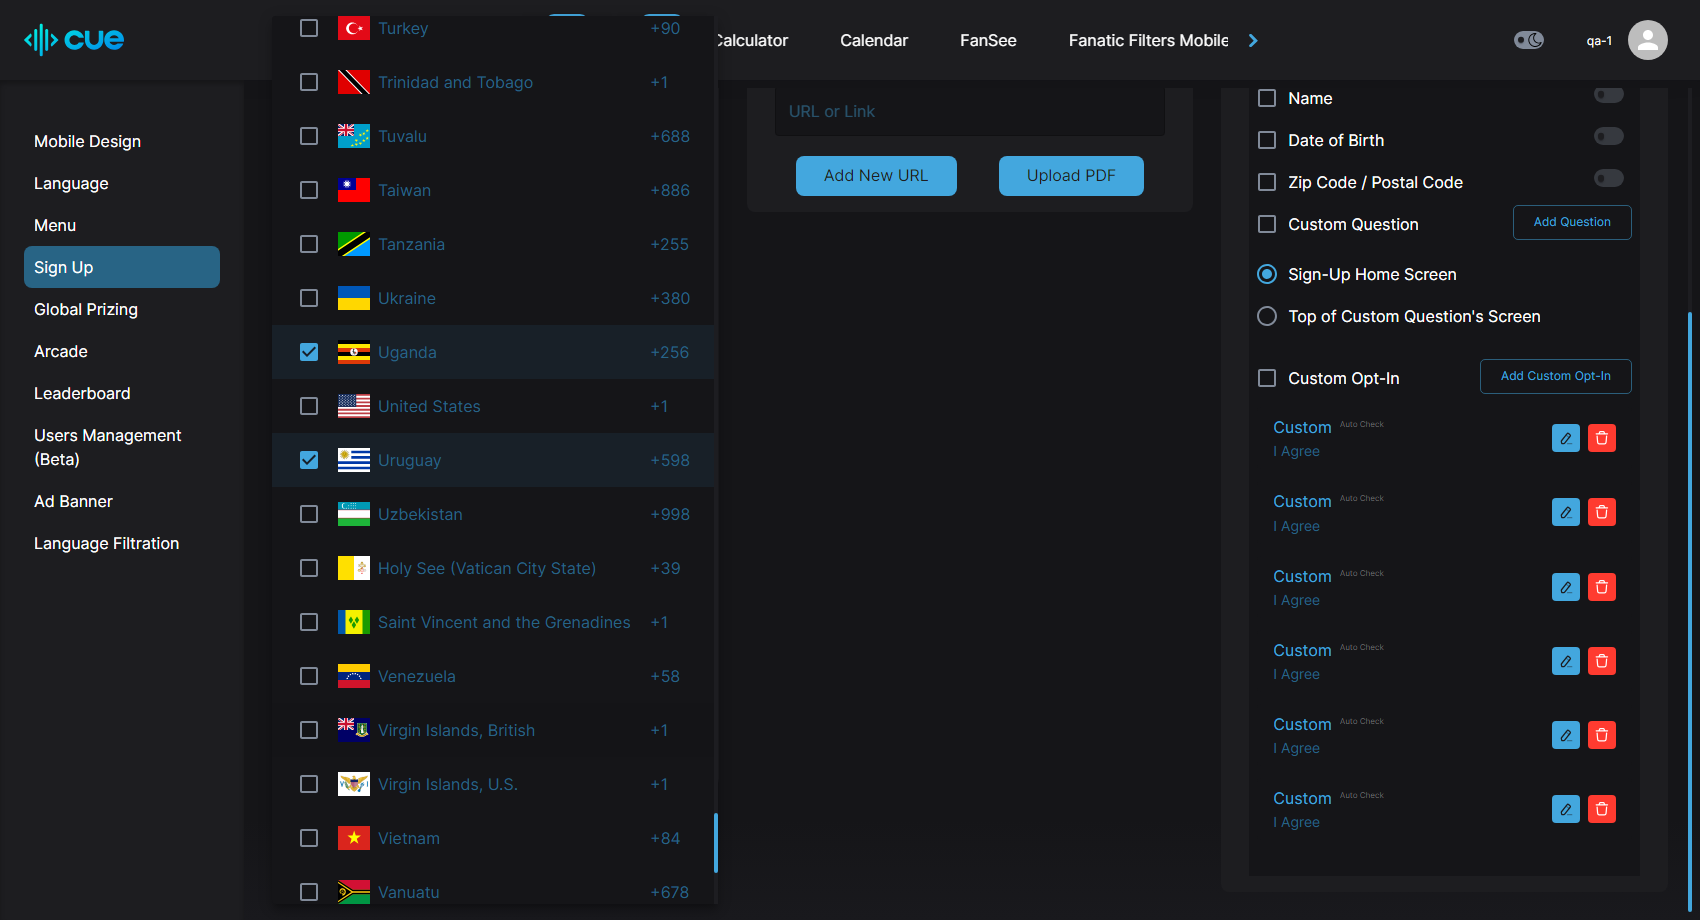 cue
Calculator
Calendar
FanSee
Fanatic Filters Mobile
qa-1
Mobile Design
Language
Menu
Sign Up
Global Prizing
Arcade
Leaderboard
Users Management
(Beta)
Ad Banner
Language Filtration
Turkey +90
Trinidad and Tobago +1
Tuvalu +688
Taiwan +886
Tanzania +255
Ukraine +380
Uganda +256
United States +1
Uruguay +598
Uzbekistan +998
Holy See (Vatican City State) +39
Saint Vincent and the Grenadines +1
Venezuela +58
Virgin Islands, British +1
Virgin Islands, U.S. +1
Vietnam +84
Vanuatu +678
URL or Link
Add New URL
Upload PDF
Name
Date of Birth
Zip Code / Postal Code
Custom Question
Add Question
Sign-Up Home Screen
Top of Custom Question's Screen
Custom Opt-In
Add Custom Opt-In
Custom Auto Check
I Agree
Custom Auto Check
I Agree
Custom Auto Check
I Agree
Custom Auto Check
I Agree
Custom Auto Check
I Agree
Custom Auto Check
I Agree